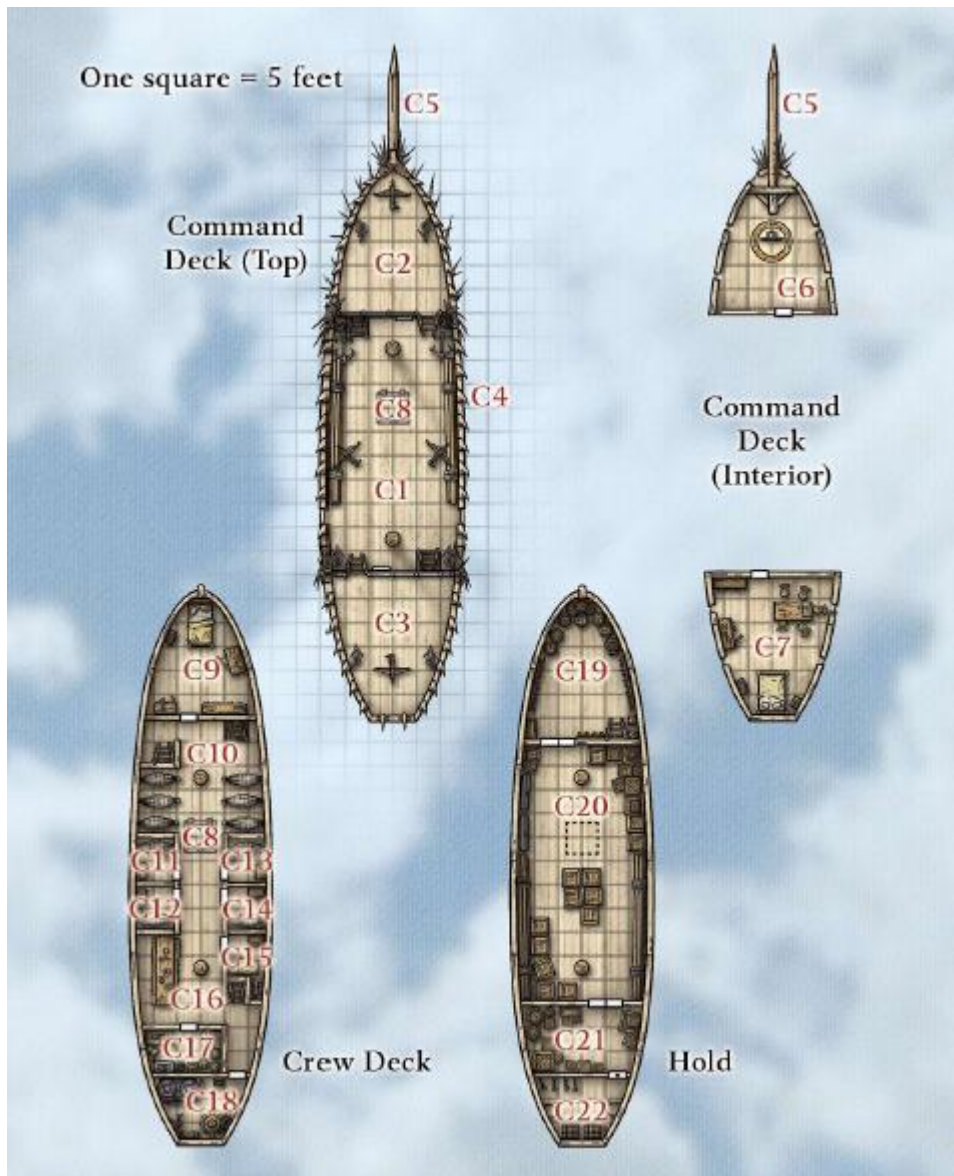 One square = 5 feet
C5
C5
Command
Deck (Top)
C2
C6
C8
C4
Command
Deck
(Interior)
C1
C3
C7
C9
C19
C10
C20
C8
C11
C13
C12
C14
C15
C16
C17
Crew Deck
C21
Hold
C18
C22